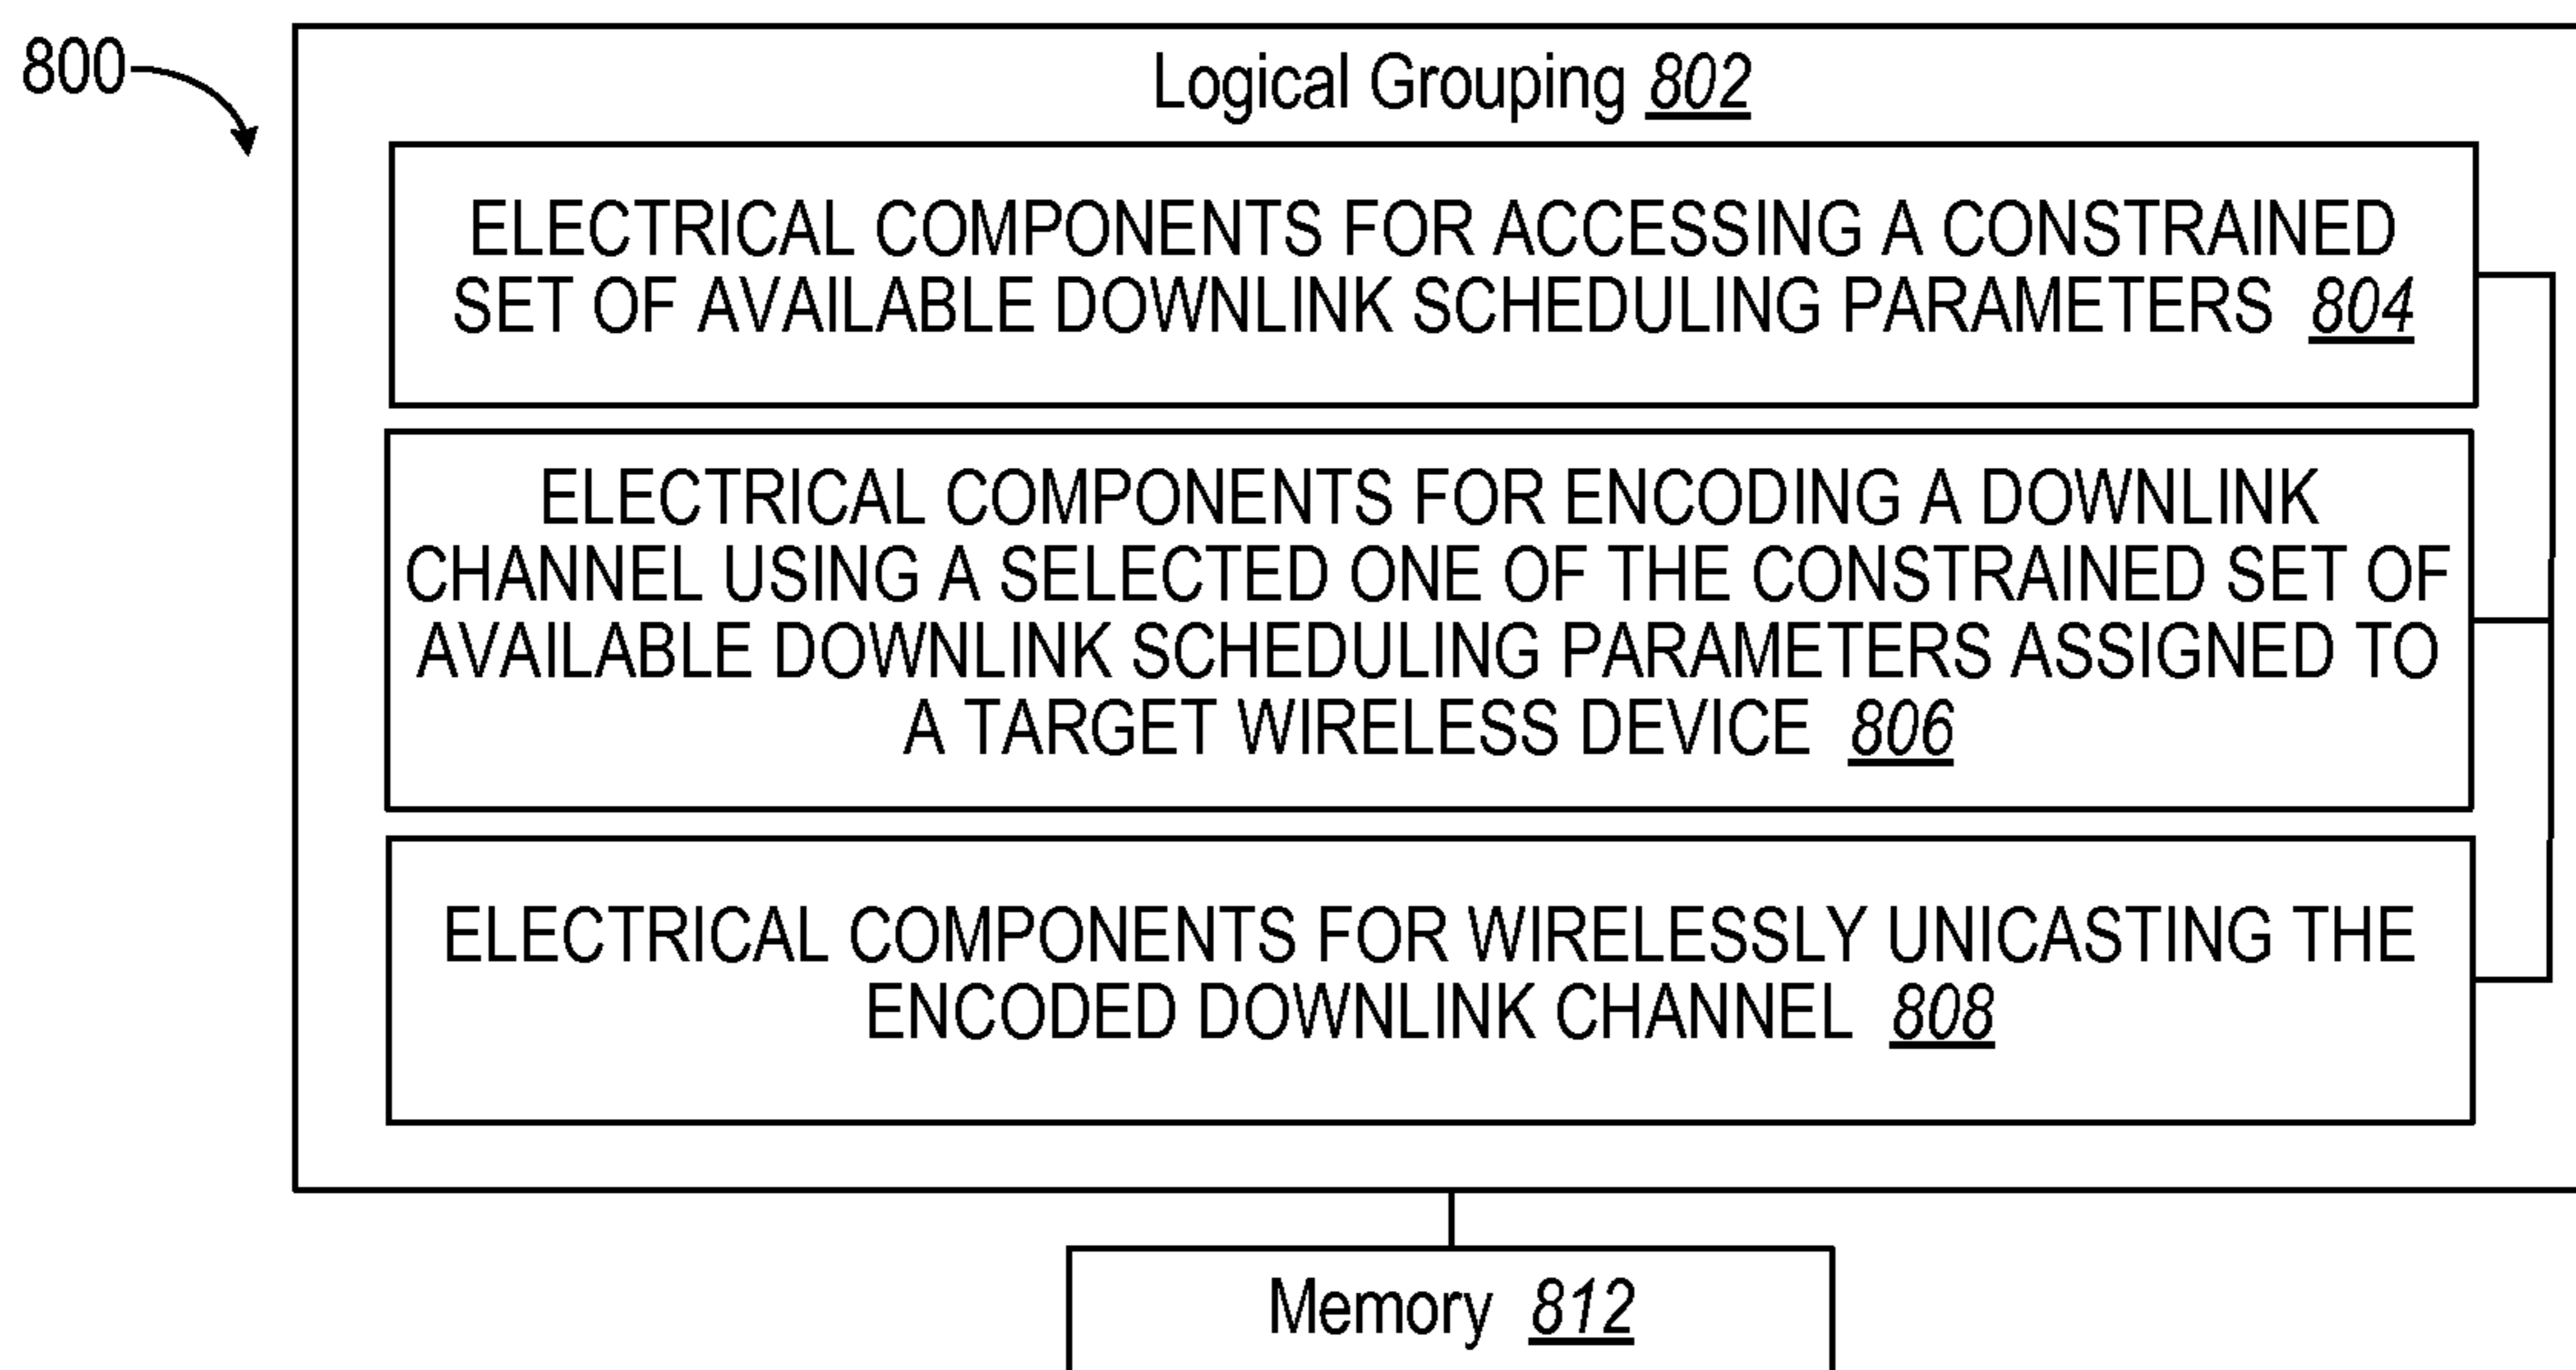 800
Logical Grouping 802
ELECTRICAL COMPONENTS FOR ACCESSING A CONSTRAINED
SET OF AVAILABLE DOWNLINK SCHEDULING PARAMETERS 804
ELECTRICAL COMPONENTS FOR ENCODING A DOWNLINK
CHANNEL USING A SELECTED ONE OF THE CONSTRAINED SET OF
AVAILABLE DOWNLINK SCHEDULING PARAMETERS ASSIGNED TO
A TARGET WIRELESS DEVICE 806
ELECTRICAL COMPONENTS FOR WIRELESSLY UNICASTING THE
ENCODED DOWNLINK CHANNEL 808
Memory 812